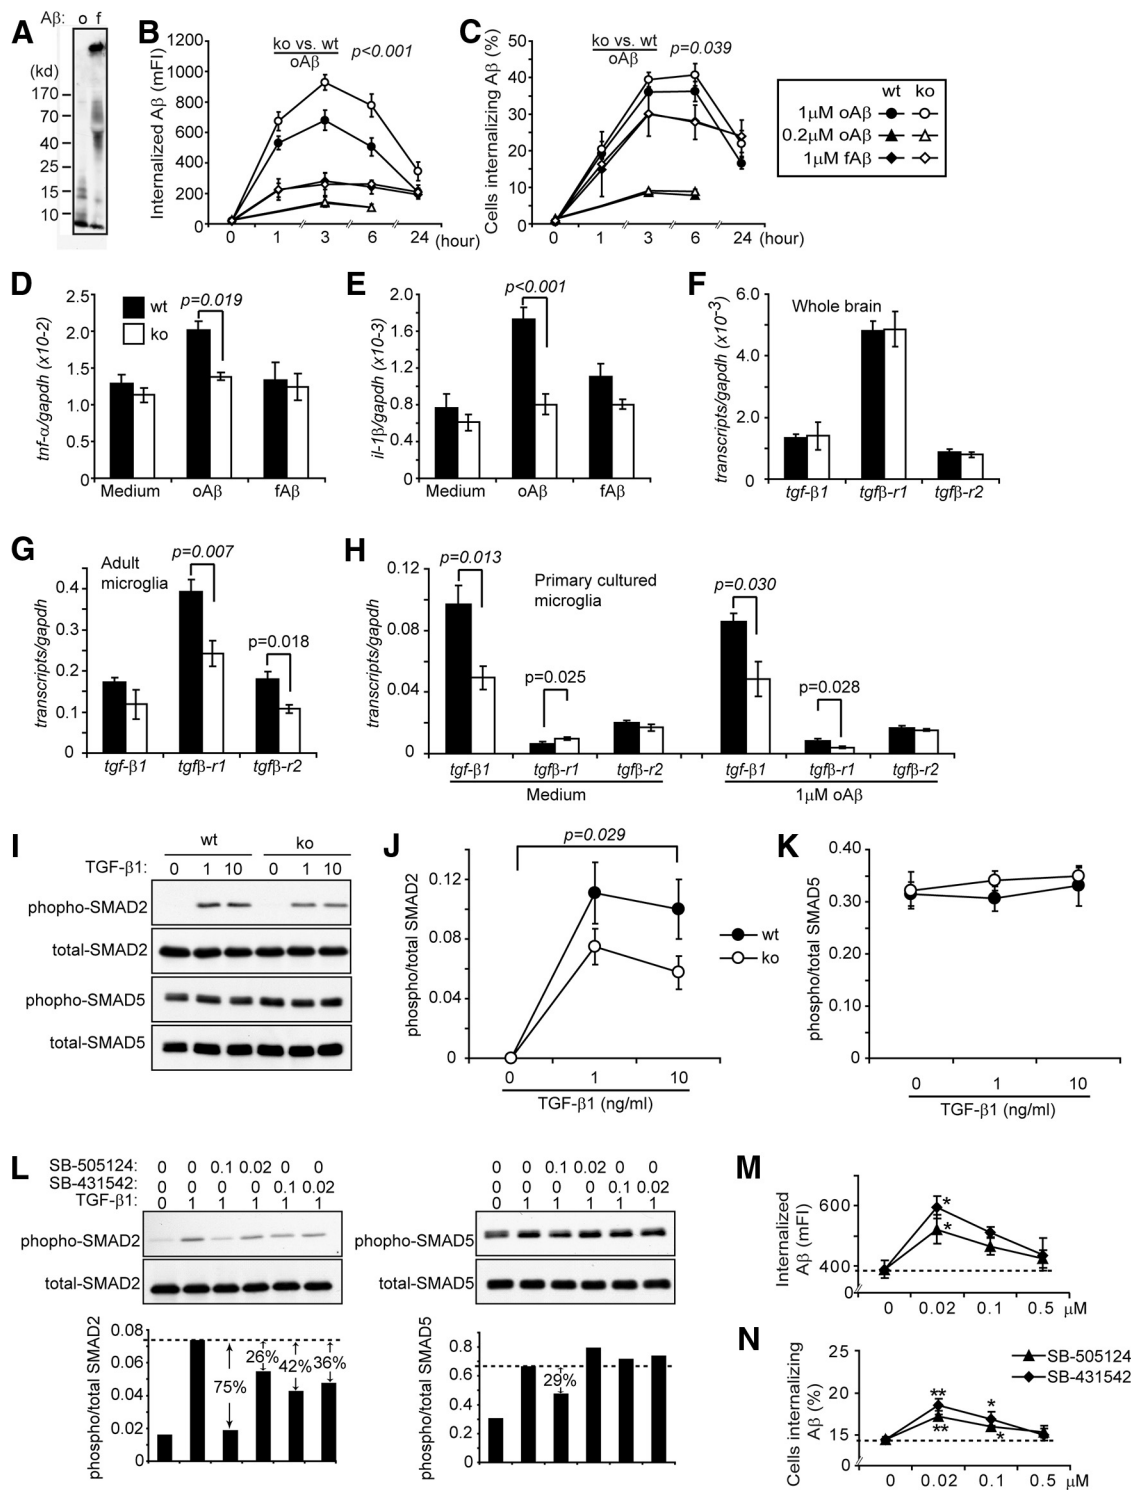 A
Aβ: o f
(kd)
170
70
40
25
15
10
B
Internalized Aβ (mFI)
1200
1000
800
600
400
200
0
ko vs. wt
oAβ
p<0.001
0 1 3 6 24 (hour)
C
Cells internalizing Aβ (%)
50
40
30
20
10
0
ko vs. wt
oAβ
p=0.039
0 1 3 6 24 (hour)
wt ko
1μM oAβ
0.2μM oAβ
1μM fAβ
D
tnf-α/gapdh (x10-2)
2.5
2.0
1.5
1.0
0.5
0
wt
ko
p=0.019
Medium oAβ fAβ
E
il-1β/gapdh (x10-3)
2.0
1.6
1.2
0.8
0.4
0
p<0.001
Medium oAβ fAβ
F
transcripts/gapdh (x10-3)
6.0
4.0
2.0
0
Whole brain
tgf-β1 tgfβ-r1 tgfβ-r2
G
transcripts/gapdh
0.4
0.3
0.2
0.1
0
Adult
microglia
p=0.007
p=0.018
tgf-β1 tgfβ-r1 tgfβ-r2
H
transcripts/gapdh
0.12
0.08
0.04
0
Primary cultured
microglia
p=0.013
p=0.025
p=0.030
p=0.028
tgf-β1 tgfβ-r1 tgfβ-r2 tgf-β1 tgfβ-r1 tgfβ-r2
Medium 1μM oAβ
I
wt ko
TGF-β1: 0 1 10 0 1 10
phopho-SMAD2
total-SMAD2
phopho-SMAD5
total-SMAD5
J
phospho/total SMAD2
0.12
0.08
0.04
0
p=0.029
0 1 10
TGF-β1 (ng/ml)
wt
ko
K
phospho/total SMAD5
0.40
0.30
0.20
0.10
0
0 1 10
TGF-β1 (ng/ml)
L
SB-505124: 0 0 0.1 0.02 0 0 0 0 0.1 0.02 0 0
SB-431542: 0 0 0 0 0.1 0.02 0 0 0 0 0.1 0.02
TGF-β1: 0 1 1 1 1 1 0 1 1 1 1 1
phopho-SMAD2
total-SMAD2
phopho-SMAD5
total-SMAD5
phospho/total SMAD2
0.08
0.06
0.04
0.02
0
75%
26%
42%
36%
phospho/total SMAD5
0.8
0.6
0.4
0.2
0
29%
M
Internalized
Aβ (mFI)
600
400
0
*
*
0 0.02 0.1 0.5 μM
N
Cells internalizing
Aβ (%)
25
20
15
0
SB-505124
SB-431542
** *
** *
0 0.02 0.1 0.5 μM